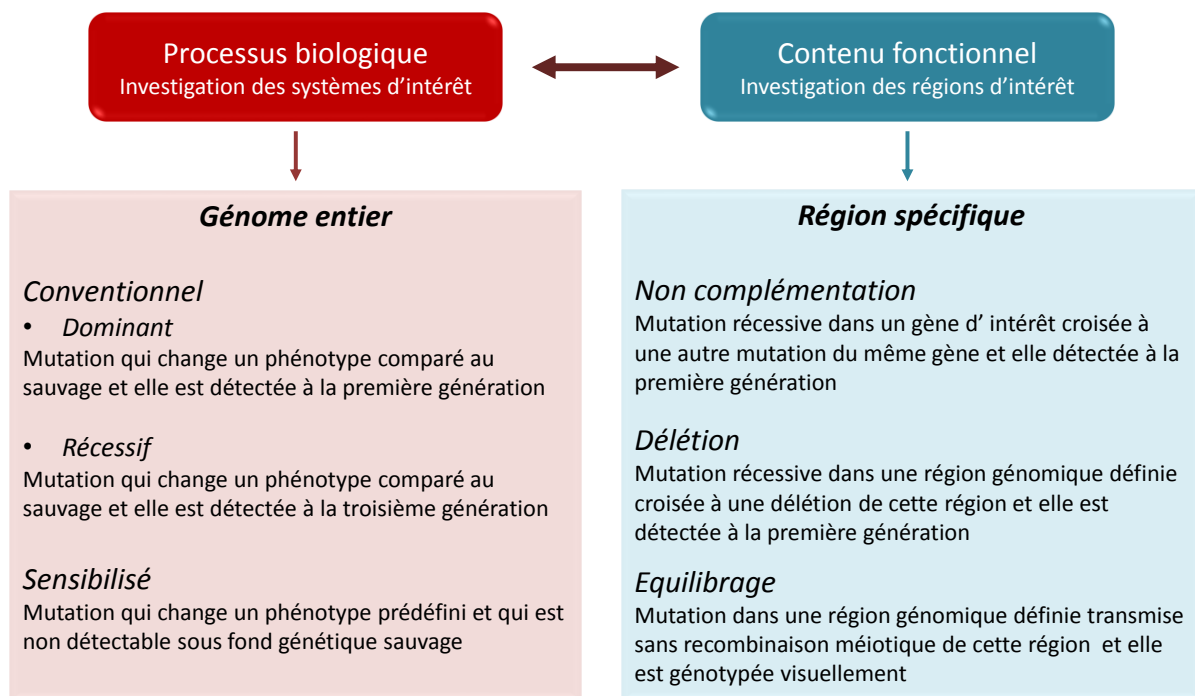 Processus biologique
Investigation des systèmes d'intérêt
Contenu fonctionnel
Investigation des régions d'intérêt
Génome entier
Conventionnel
• Dominant
Mutation qui change un phénotype comparé au
sauvage et elle est détectée à la première génération
• Récessif
Mutation qui change un phénotype comparé au
sauvage et elle est détectée à la troisième génération
Sensibilisé
Mutation qui change un phénotype prédéfini et qui est
non détectable sous fond génétique sauvage
Région spécifique
Non complémentation
Mutation récessive dans un gène d' intérêt croisée à
une autre mutation du même gène et elle détectée à la
première génération
Délétion
Mutation récessive dans une région génomique définie
croisée à une délétion de cette région et elle est
détectée à la première génération
Equilibrage
Mutation dans une région génomique définie transmise
sans recombinaison méiotique de cette région et elle
est génotypée visuellement